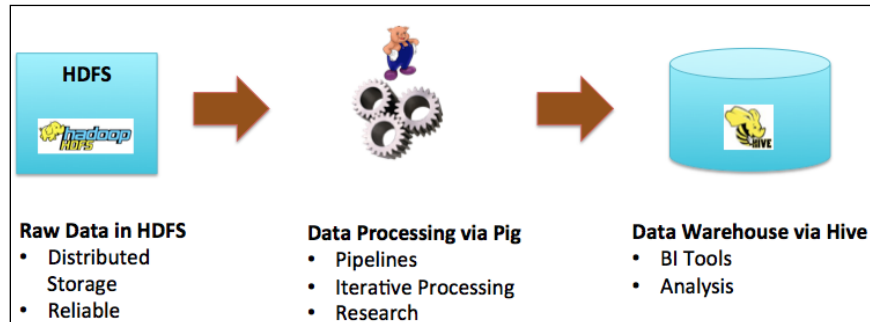 HDFS
hadoop
HDFS
HIVE
Raw Data in HDFS
• Distributed
Storage
• Reliable
Data Processing via Pig
• Pipelines
• Iterative Processing
• Research
Data Warehouse via Hive
• BI Tools
• Analysis